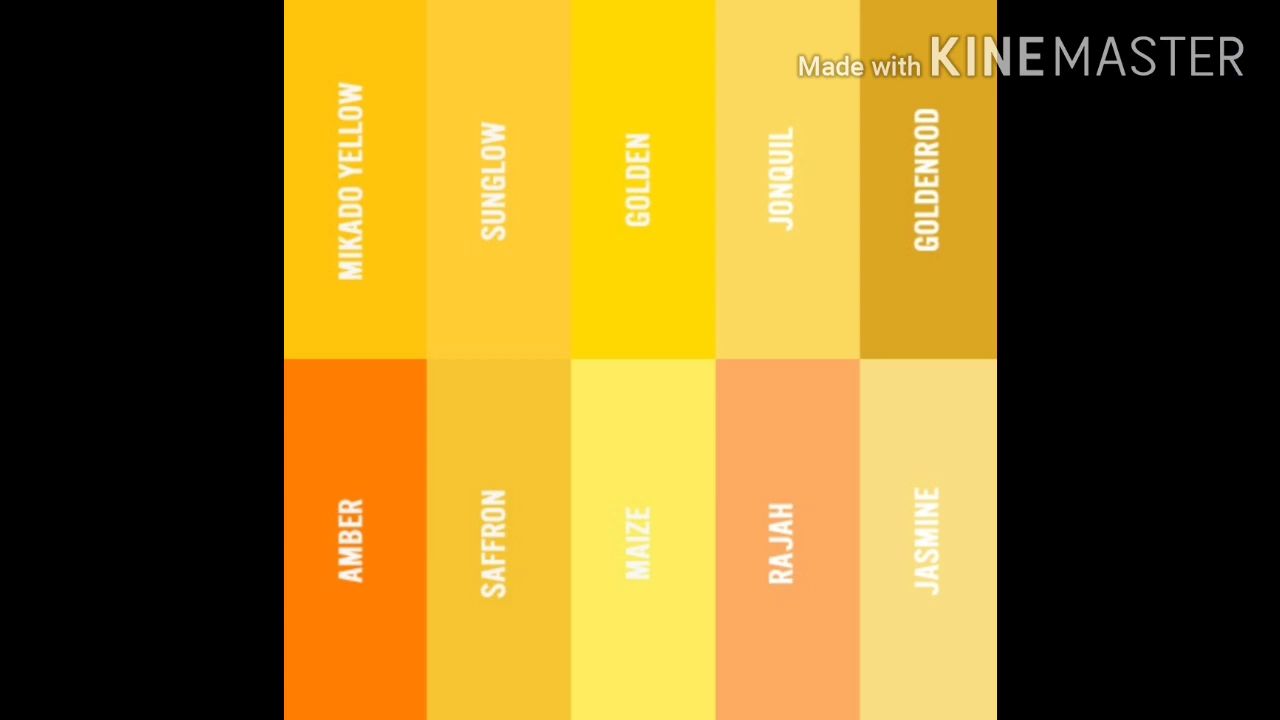 Made with KINEMASTER
MIKADO YELLOW
SUNGLOW
GOLDEN
JONQUIL
GOLDENROD
AMBER
SAFFRON
MAIZE
RAJAH
JASMINE